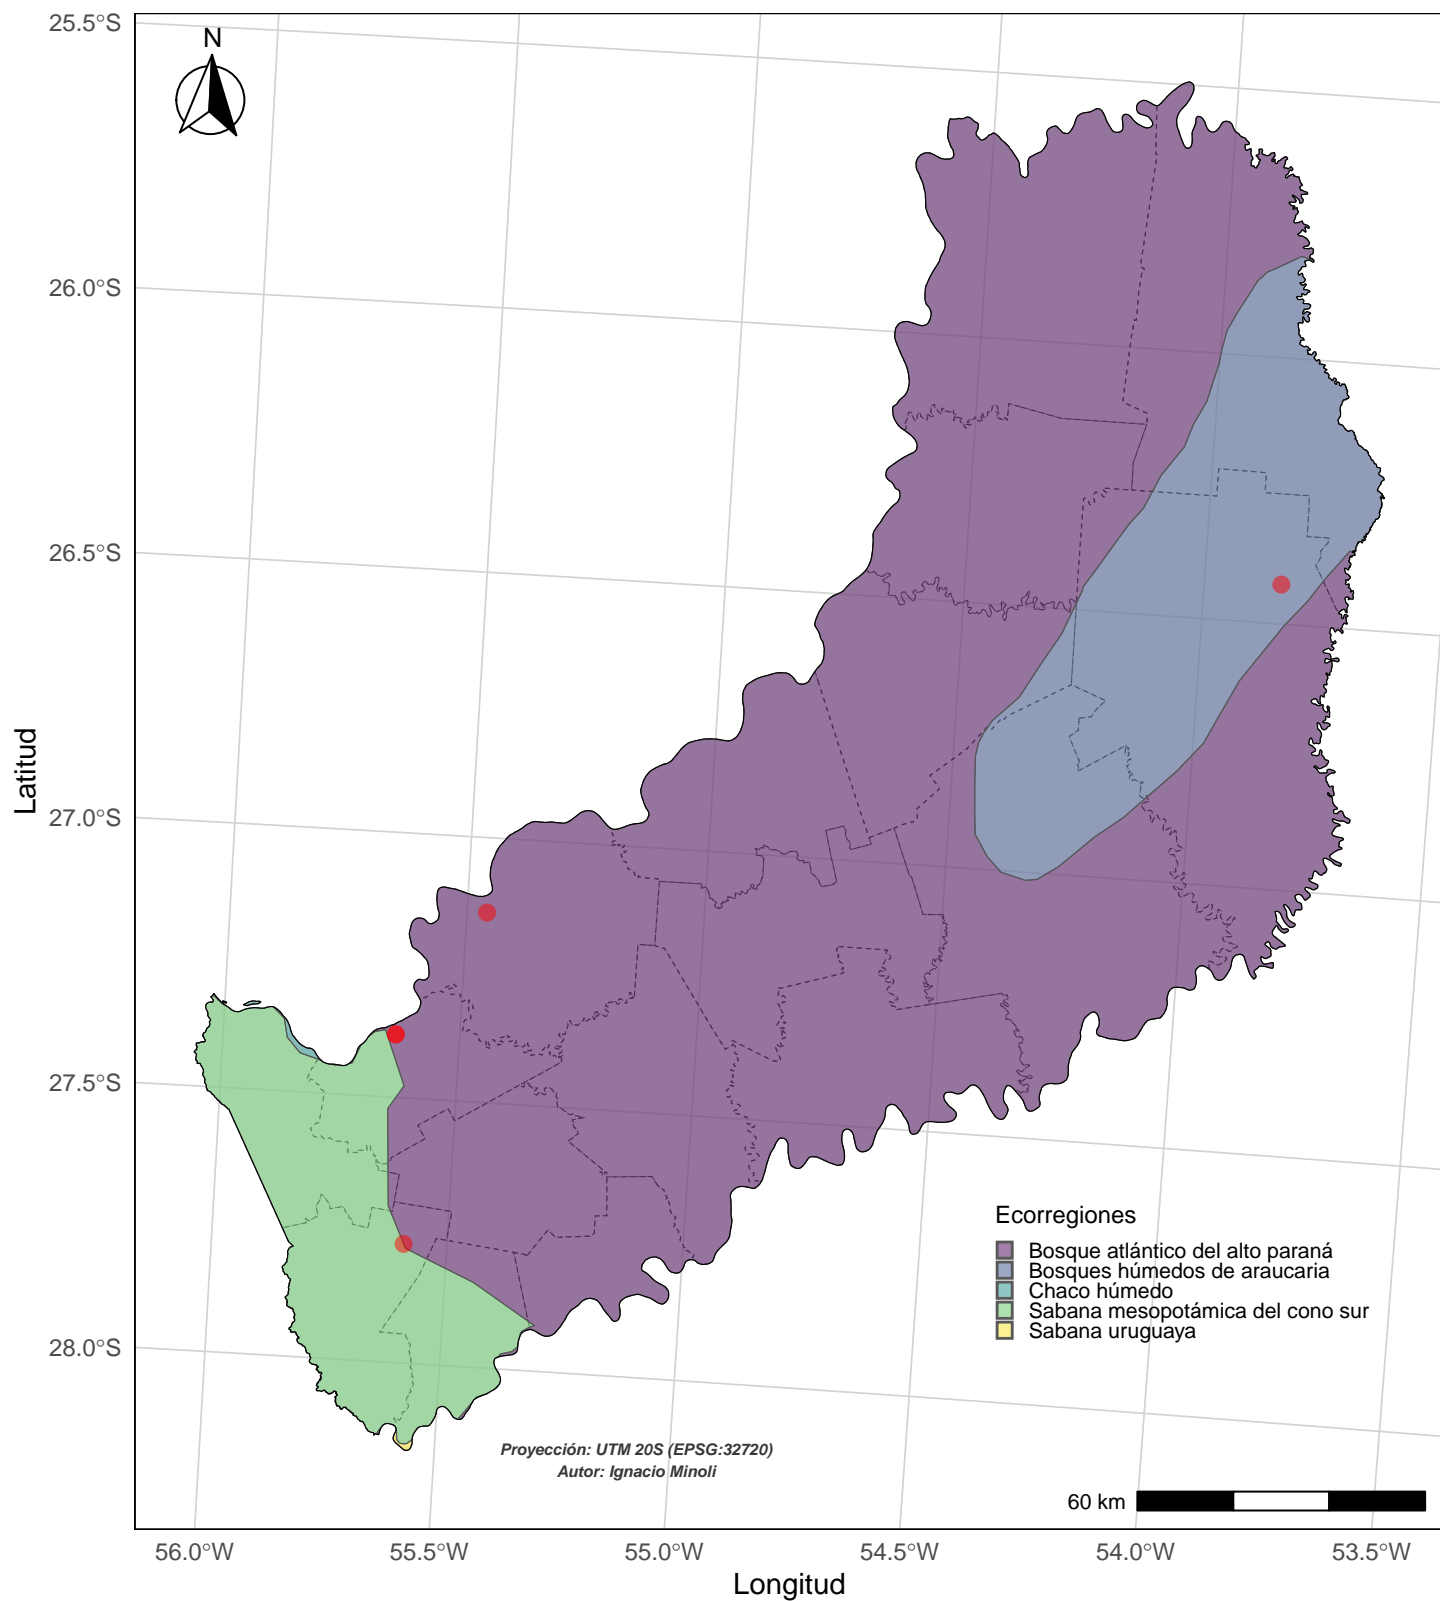 25.5°S
N
26.0°S
26.5°S
Latitud
27.0°S
27.5°S
Ecorregiones
Bosque atlántico del alto paraná
Bosques húmedos de araucaria
Chaco húmedo
Sabana mesopotámica del cono sur
Sabana uruguaya
28.0°S
Proyección: UTM 20S (EPSG:32720)
Autor: Ignacio Minoli
60 km
56.0°W 55.5°W 55.0°W 54.5°W 54.0°W 53.5°W
Longitud